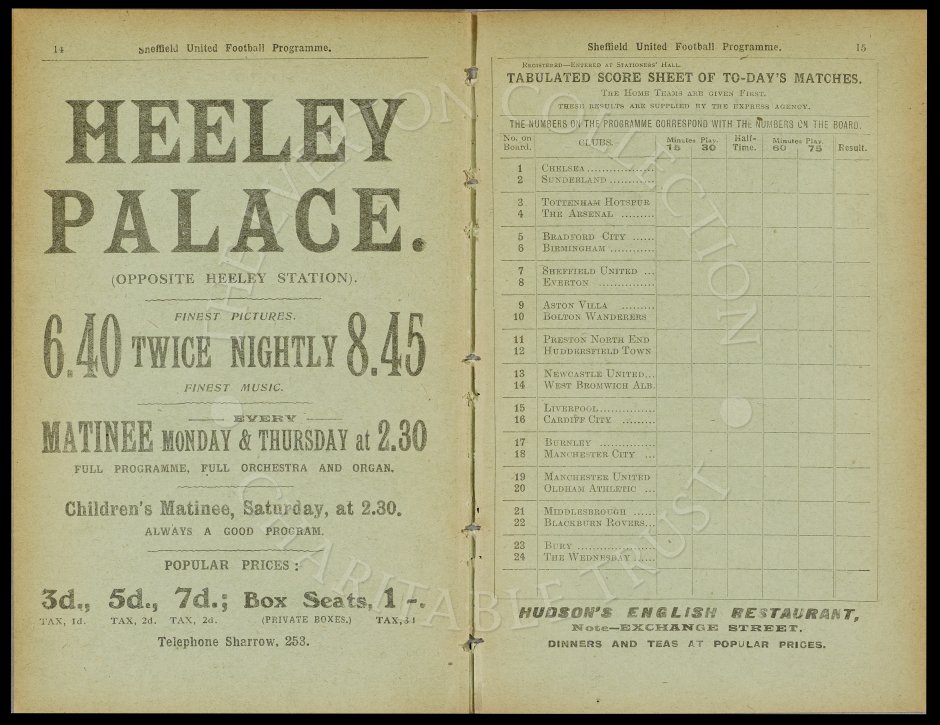 14
Sheffield United Football Programme.
HEELEY
PALACE.
(OPPOSITE HEELEY STATION).
FINEST PICTURES.
6.40 TWICE NIGHTLY 8.45
FINEST MUSIC.
EVERY
MATINEE MONDAY & THURSDAY at 2.30
FULL PROGRAMME, FULL ORCHESTRA AND ORGAN.
Children's Matinee, Saturday, at 2.30.
ALWAYS A GOOD PROGRAM.
POPULAR PRICES:
3d., 5d., 7d.; Box Seats, 1 -.
TAX, 1d. TAX, 2d. TAX, 2d. (PRIVATE BOXES.) TAX,
Telephone Sharrow, 253.
Sheffield United Football Programme.
15
REGISTERED—ENTERED AT STATIONERS' HALL.
TABULATED SCORE SHEET OF TO-DAY'S MATCHES.
THE HOME TEAMS ARE GIVEN FIRST.
THESE RESULTS ARE SUPPLIED BY THE EXPRESS AGENCY.
THE NUMBERS ON THE PROGRAMME CORRESPOND WITH THE NUMBERS ON THE BOARD.
No. on Board. CLUBS. Minutes Play. 15 30 Half-Time. Minutes Play. 60 75 Result.
1 CHELSEA
2 SUNDERLAND
3 TOTTENHAM HOTSPUR
4 THE ARSENAL
5 BRADFORD CITY
6 BIRMINGHAM
7 SHEFFIELD UNITED
8 EVERTON
9 ASTON VILLA
10 BOLTON WANDERERS
11 PRESTON NORTH END
12 HUDDERSFIELD TOWN
13 NEWCASTLE UNITED
14 WEST BROMWICH ALB.
15 LIVERPOOL
16 CARDIFF CITY
17 BURNLEY
18 MANCHESTER CITY
19 MANCHESTER UNITED
20 OLDHAM ATHLETIC
21 MIDDLESBROUGH
22 BLACKBURN ROVERS
23 BURY
24 THE WEDNESDAY
HUDSON'S ENGLISH RESTAURANT,
Note—EXCHANGE STREET.
DINNERS AND TEAS AT POPULAR PRICES.
THE EVERTON COLLECTION
CHARITABLE TRUST